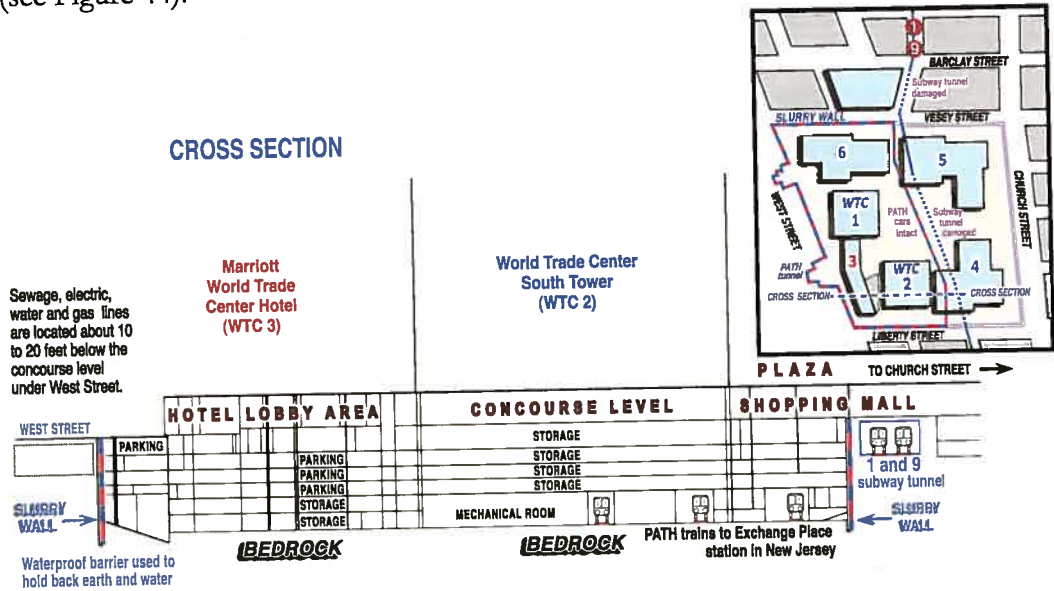 (see Figure 44).
CROSS SECTION
Marriott
World Trade
Center Hotel
(WTC 3)
World Trade Center
South Tower
(WTC 2)
Sewage, electric,
water and gas lines
are located about 10
to 20 feet below the
concourse level
under West Street.
1
9
BARCLAY STREET
Subway tunnel
damaged
SLURRY WALL
VESEY STREET
6
5
CHURCH STREET
WEST STREET
WTC
1
PATH
cars
intact
Subway
tunnel
damaged
3
PATH
tunnel
WTC
2
4
CROSS SECTION
CROSS SECTION
LIBERTY STREET
PLAZA
TO CHURCH STREET
HOTEL LOBBY AREA
CONCOURSE LEVEL
SHOPPING MALL
WEST STREET
PARKING
STORAGE
PARKING
STORAGE
PARKING
STORAGE
PARKING
STORAGE
STORAGE
STORAGE
MECHANICAL ROOM
1 and 9
subway tunnel
SLURRY
WALL
SLURRY
WALL
BEDROCK
BEDROCK
PATH trains to Exchange Place
station in New Jersey
Waterproof barrier used to
hold back earth and water